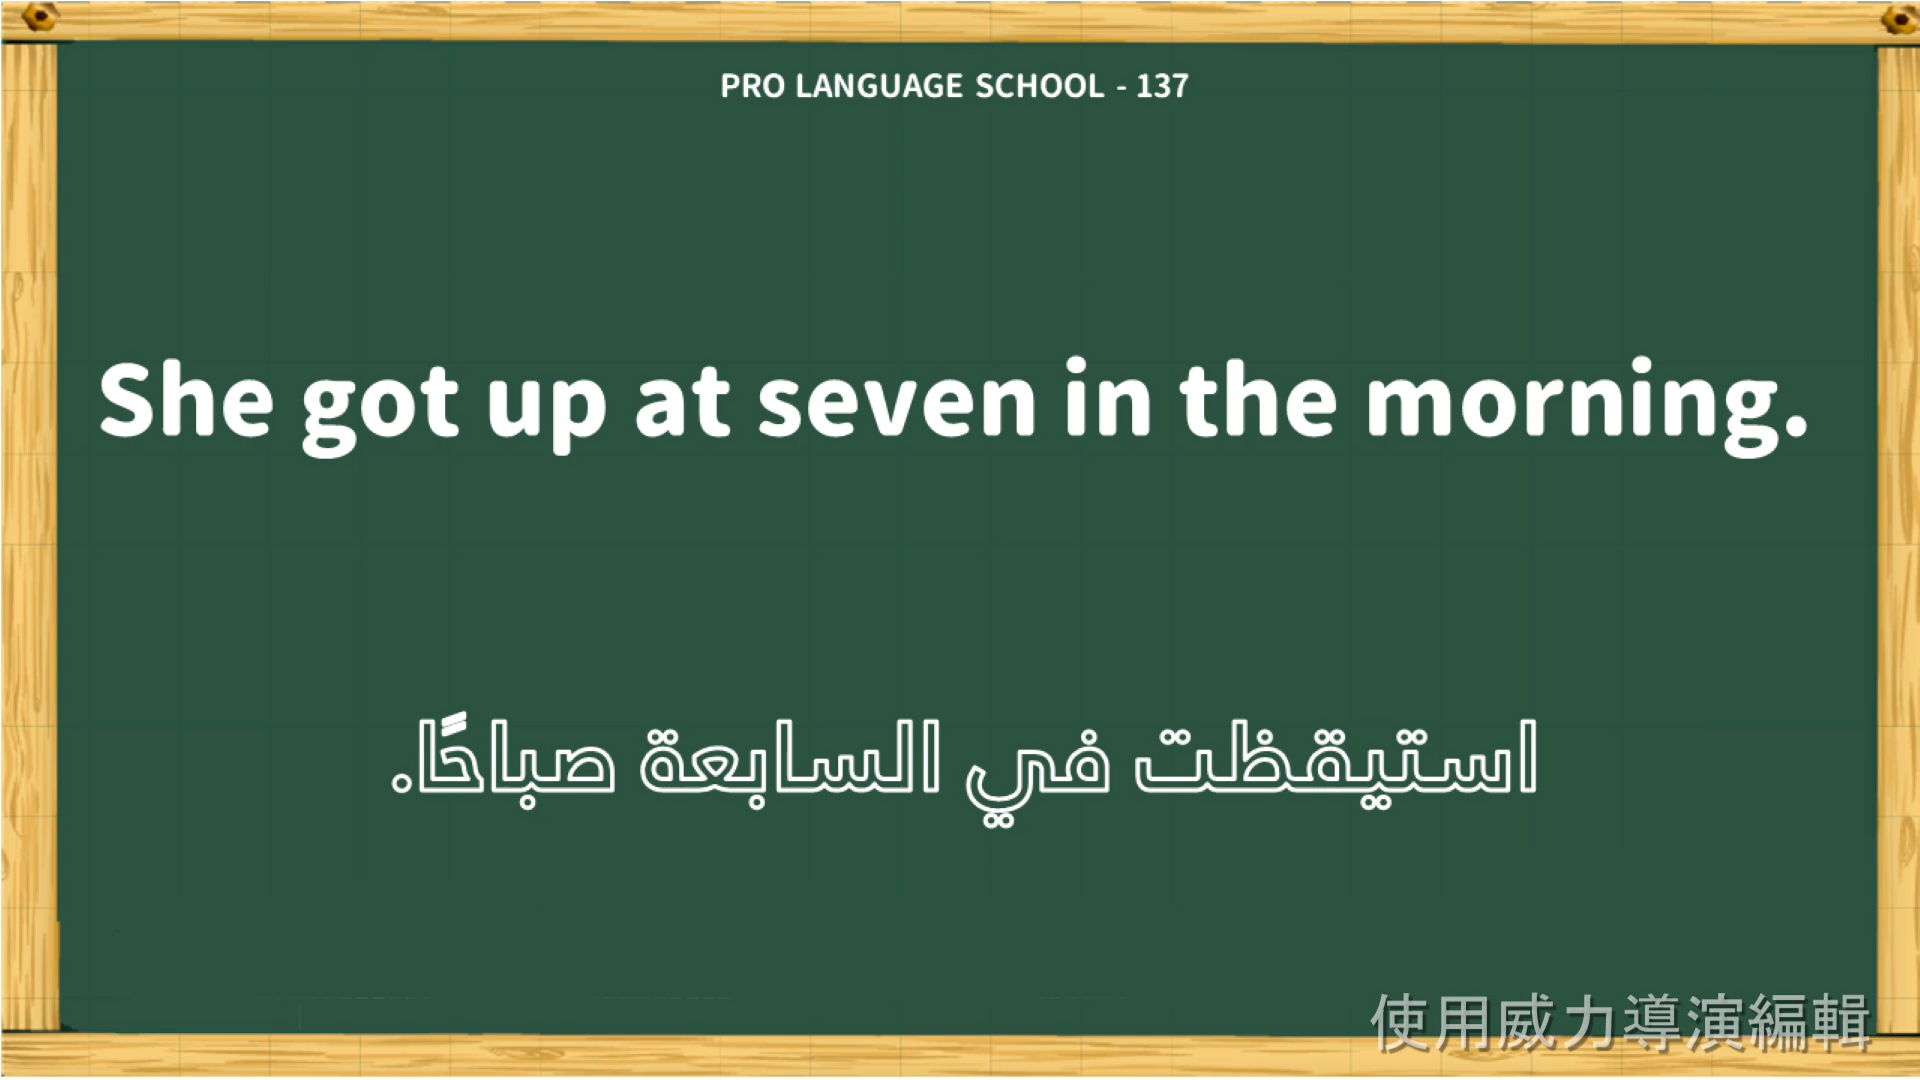 PRO LANGUAGE SCHOOL - 137
She got up at seven in the morning.
استيقظت في السابعة صباحًا.
使用威力導演編輯